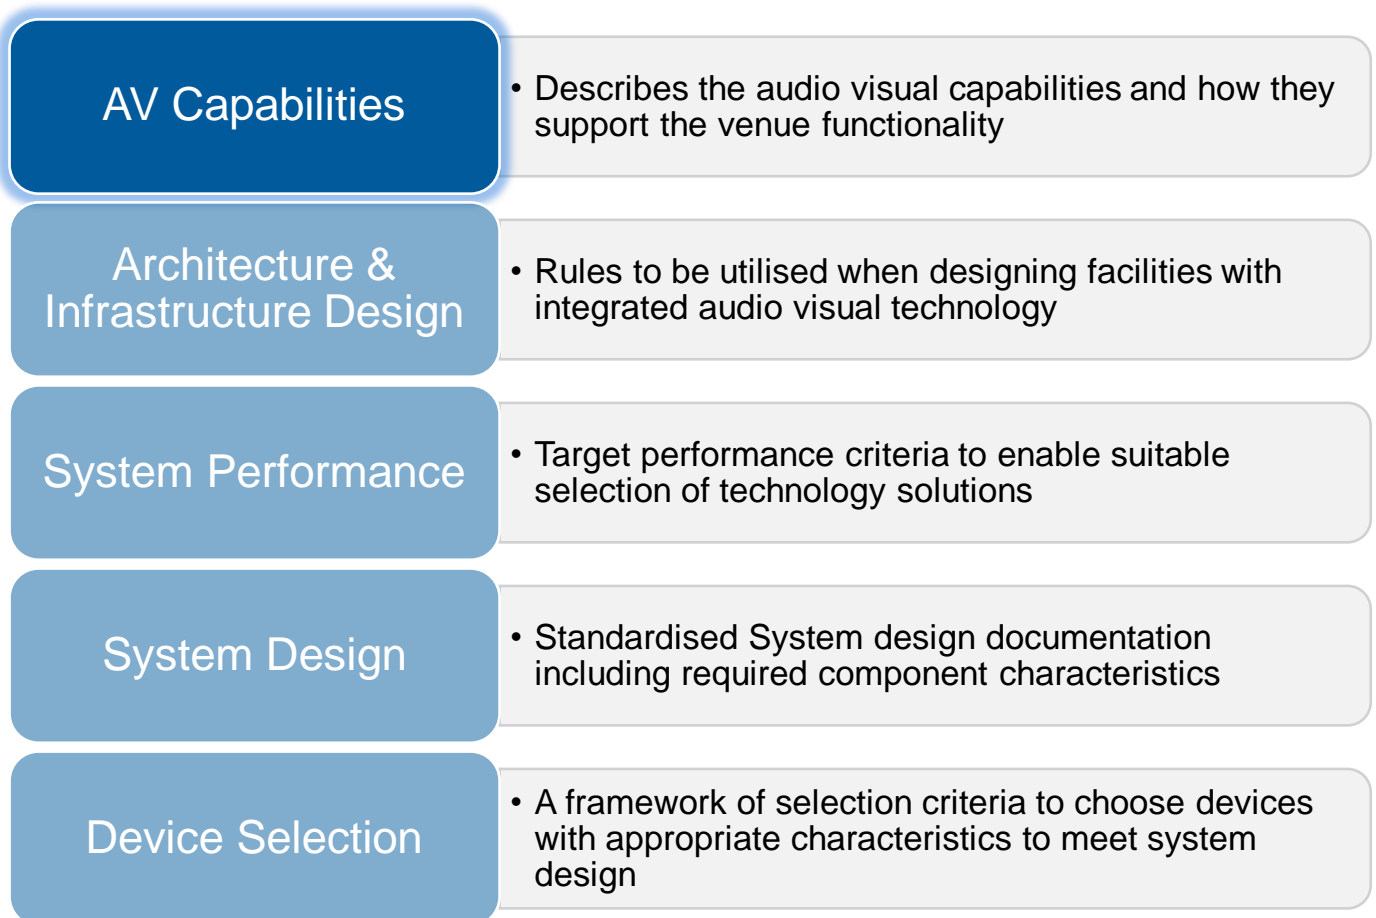 AV Capabilities
• Describes the audio visual capabilities and how they
support the venue functionality
Architecture &
Infrastructure Design
• Rules to be utilised when designing facilities with
integrated audio visual technology
System Performance
• Target performance criteria to enable suitable
selection of technology solutions
System Design
• Standardised System design documentation
including required component characteristics
Device Selection
• A framework of selection criteria to choose devices
with appropriate characteristics to meet system
design